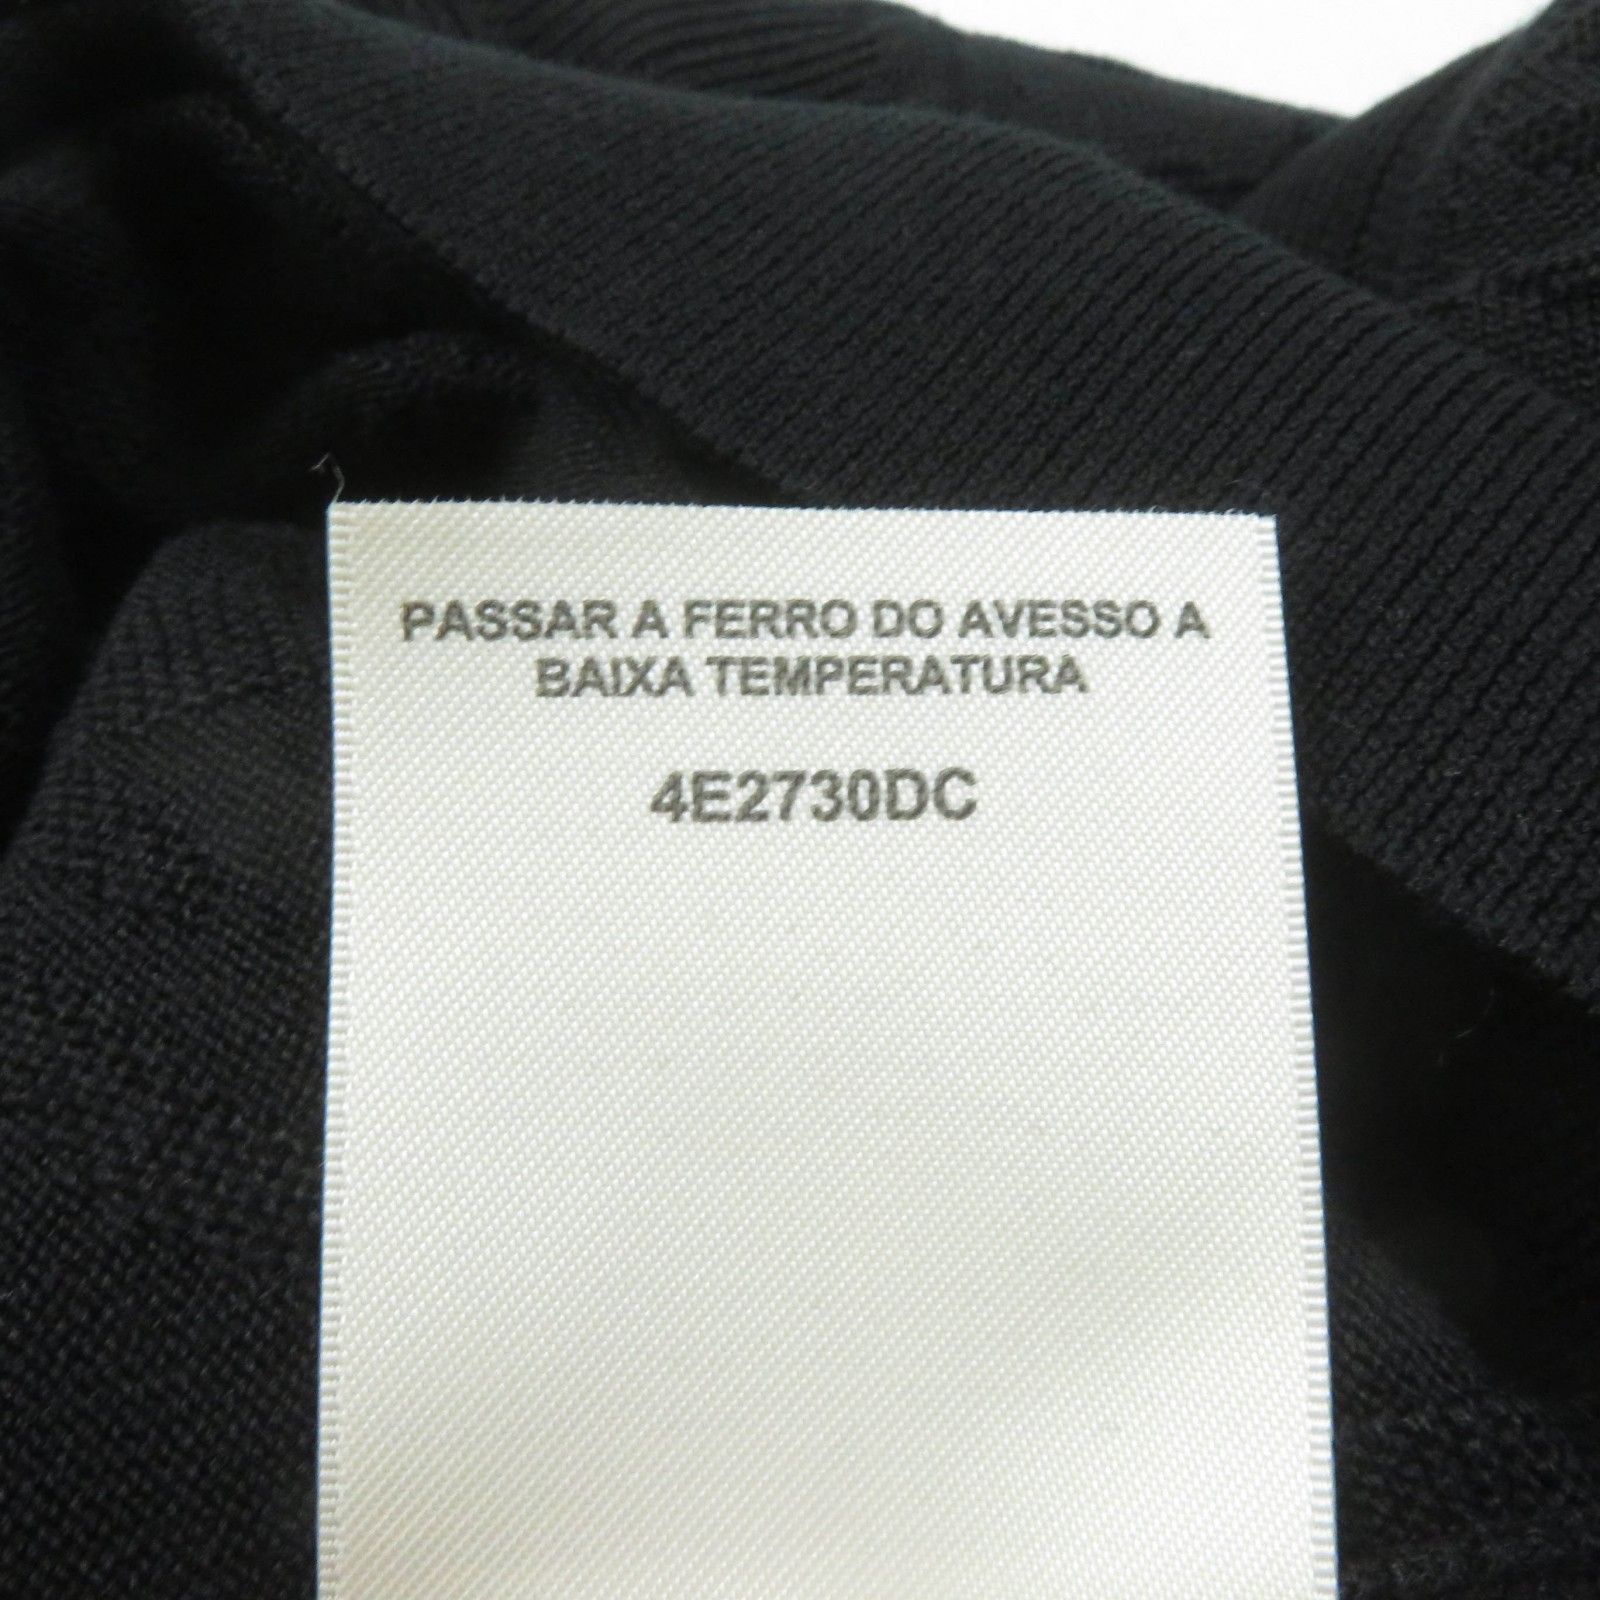 PASSAR A FERRO DO AVESSO A
BAIXA TEMPERATURA
4E2730DC